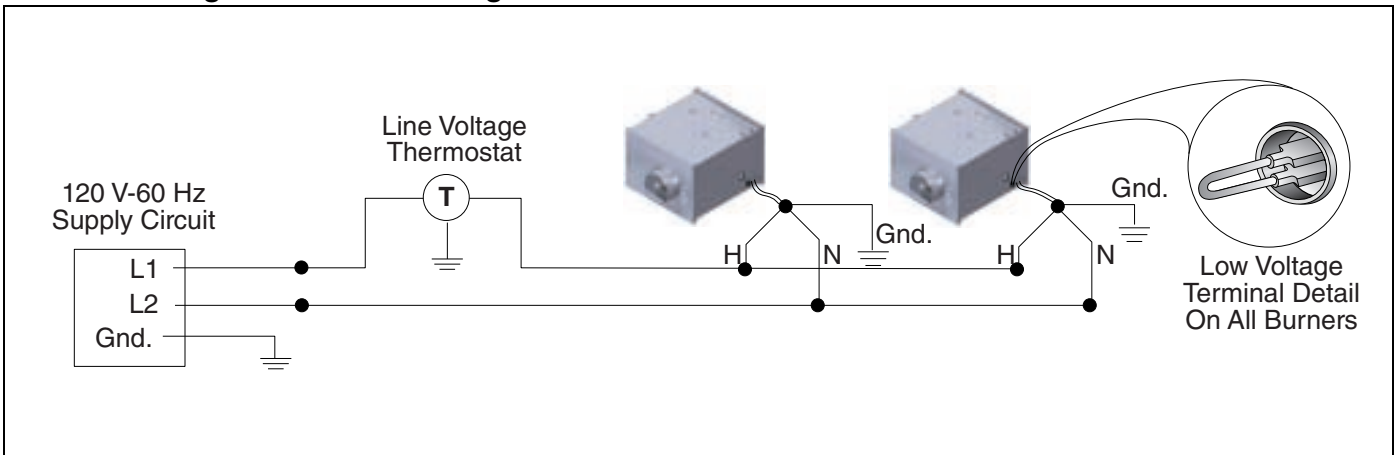 120 V-60 Hz
Supply Circuit
L1
L2
Gnd.
Line Voltage
Thermostat
T
H
N
Gnd.
H
N
Gnd.
Low Voltage
Terminal Detail
On All Burners